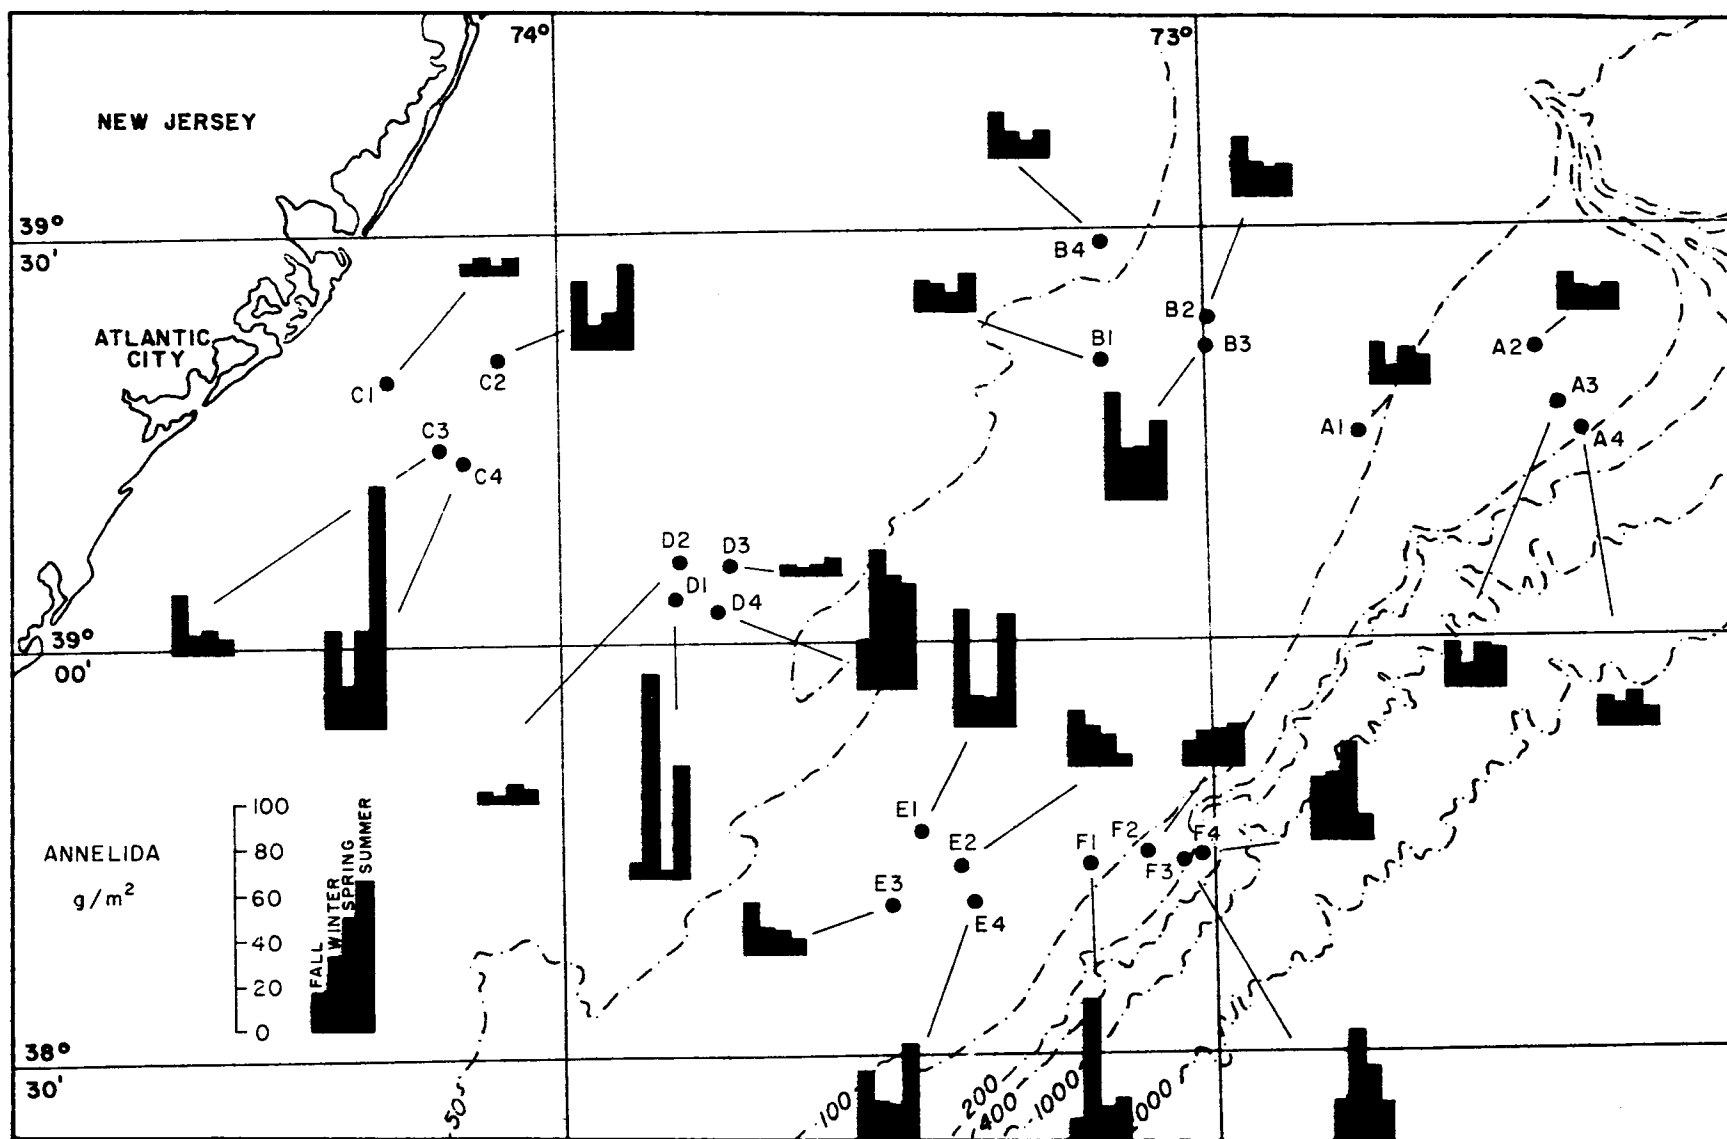 74°
73°
NEW JERSEY
39°
30'
B4
B2
B3
B1
ATLANTIC
CITY
C2
C1
A2
A3
A1
A4
C3
C4
D2
D3
D1
D4
39°
00'
E1
E2
F1
F2
F4
F3
E3
E4
ANNELIDA
g/m²
100
80
60
40
20
0
FALL
WINTER
SPRING
SUMMER
38°
30'
50
100
200
400
1000